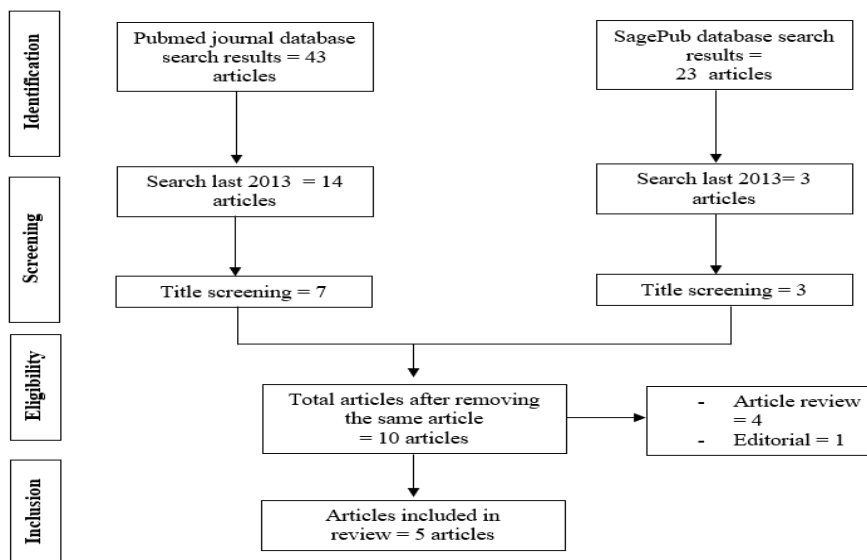 Identification
Pubmed journal database
search results = 43
articles
SagePub database search
results =
23 articles
Screening
Search last 2013 = 14
articles
Search last 2013= 3
articles
Title screening = 7
Title screening = 3
Eligibility
Total articles after removing
the same article
= 10 articles
- Article review
= 4
- Editorial = 1
Inclusion
Articles included in
review = 5 articles